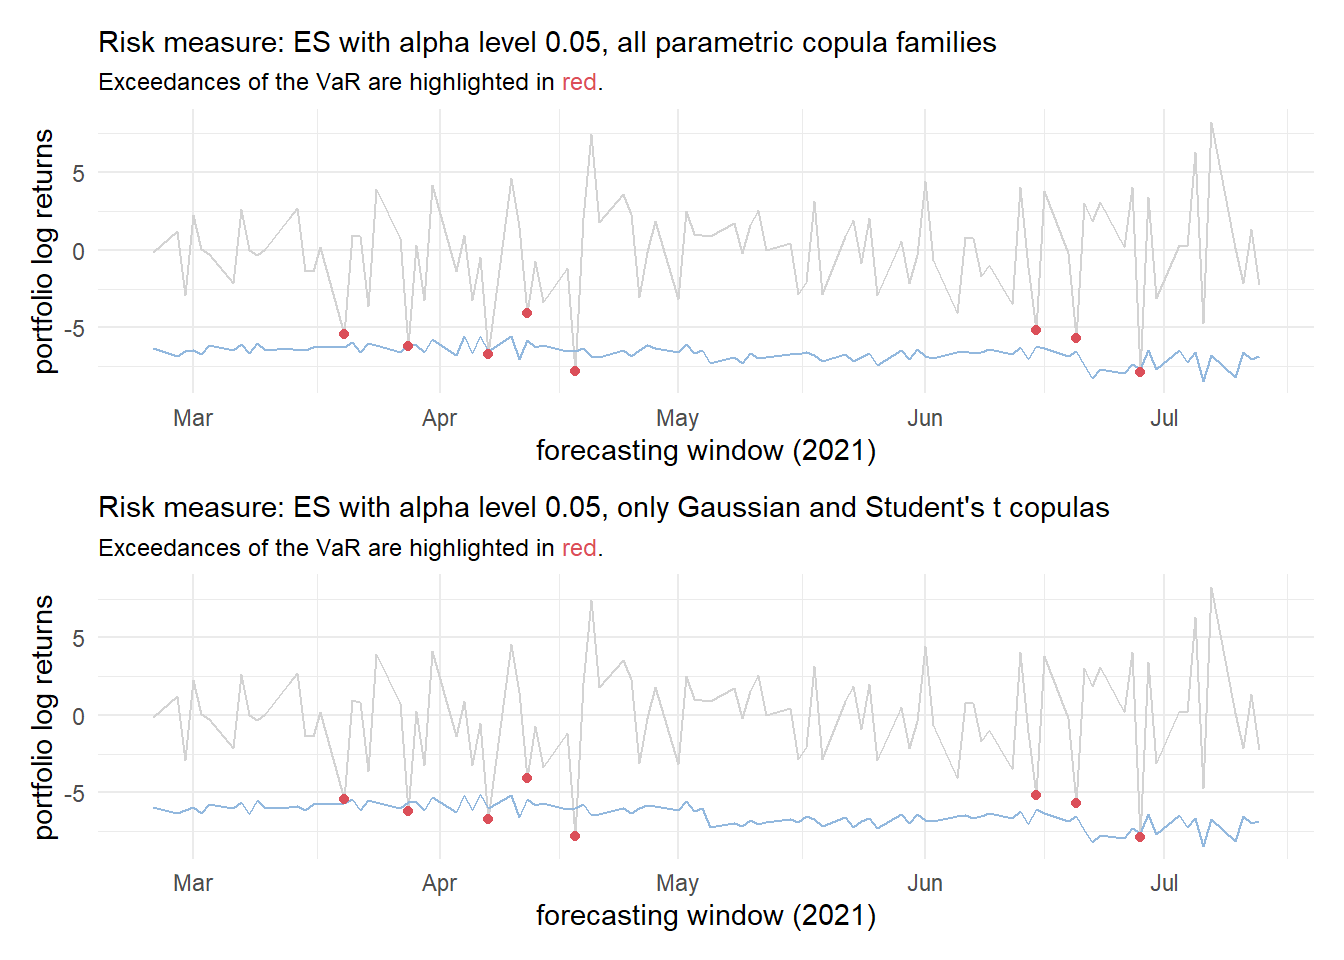 Risk measure: ES with alpha level 0.05, all parametric copula families
Exceedances of the VaR are highlighted in red.
portfolio log returns
5
0
-5
Mar Apr May Jun Jul
forecasting window (2021)
Risk measure: ES with alpha level 0.05, only Gaussian and Student's t copulas
Exceedances of the VaR are highlighted in red.
portfolio log returns
5
0
-5
Mar Apr May Jun Jul
forecasting window (2021)